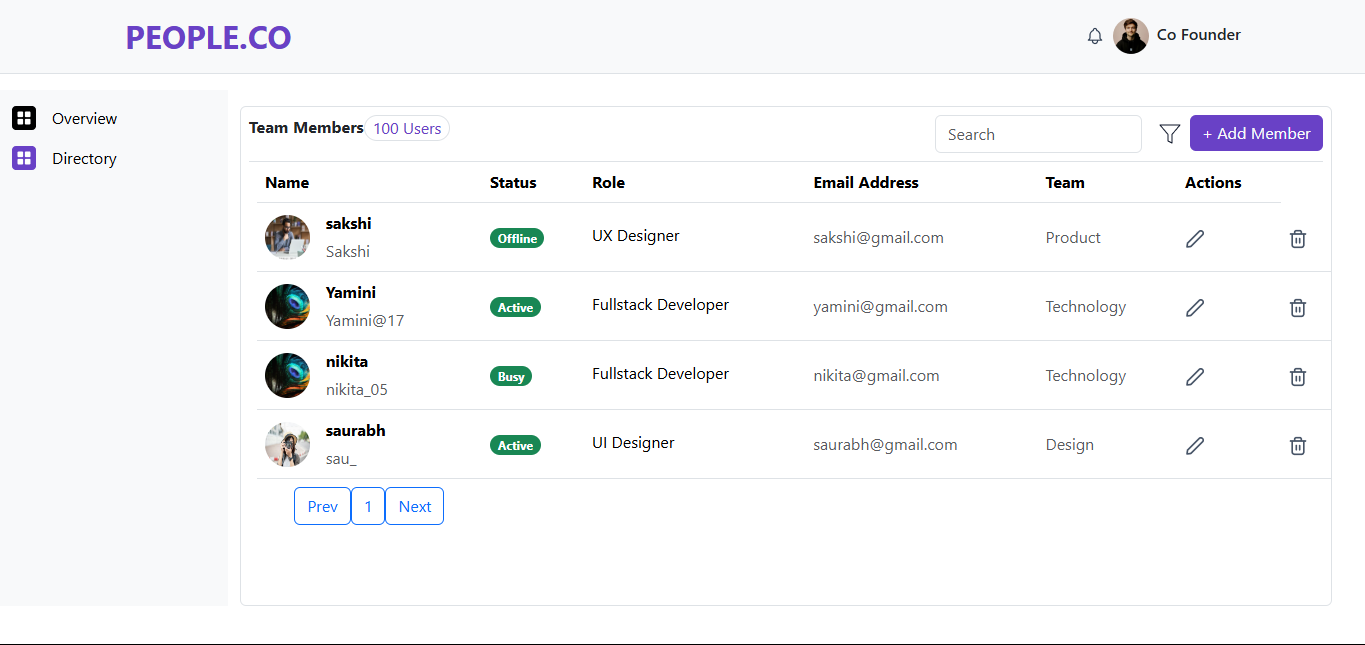 PEOPLE.CO
Co Founder
Overview
Directory
Team Members 100 Users
Search
+ Add Member
Name Status Role Email Address Team Actions
sakshi
Sakshi
Offline
UX Designer
sakshi@gmail.com
Product
Yamini
Yamini@17
Active
Fullstack Developer
yamini@gmail.com
Technology
nikita
nikita_05
Busy
Fullstack Developer
nikita@gmail.com
Technology
saurabh
sau_
Active
UI Designer
saurabh@gmail.com
Design
Prev 1 Next